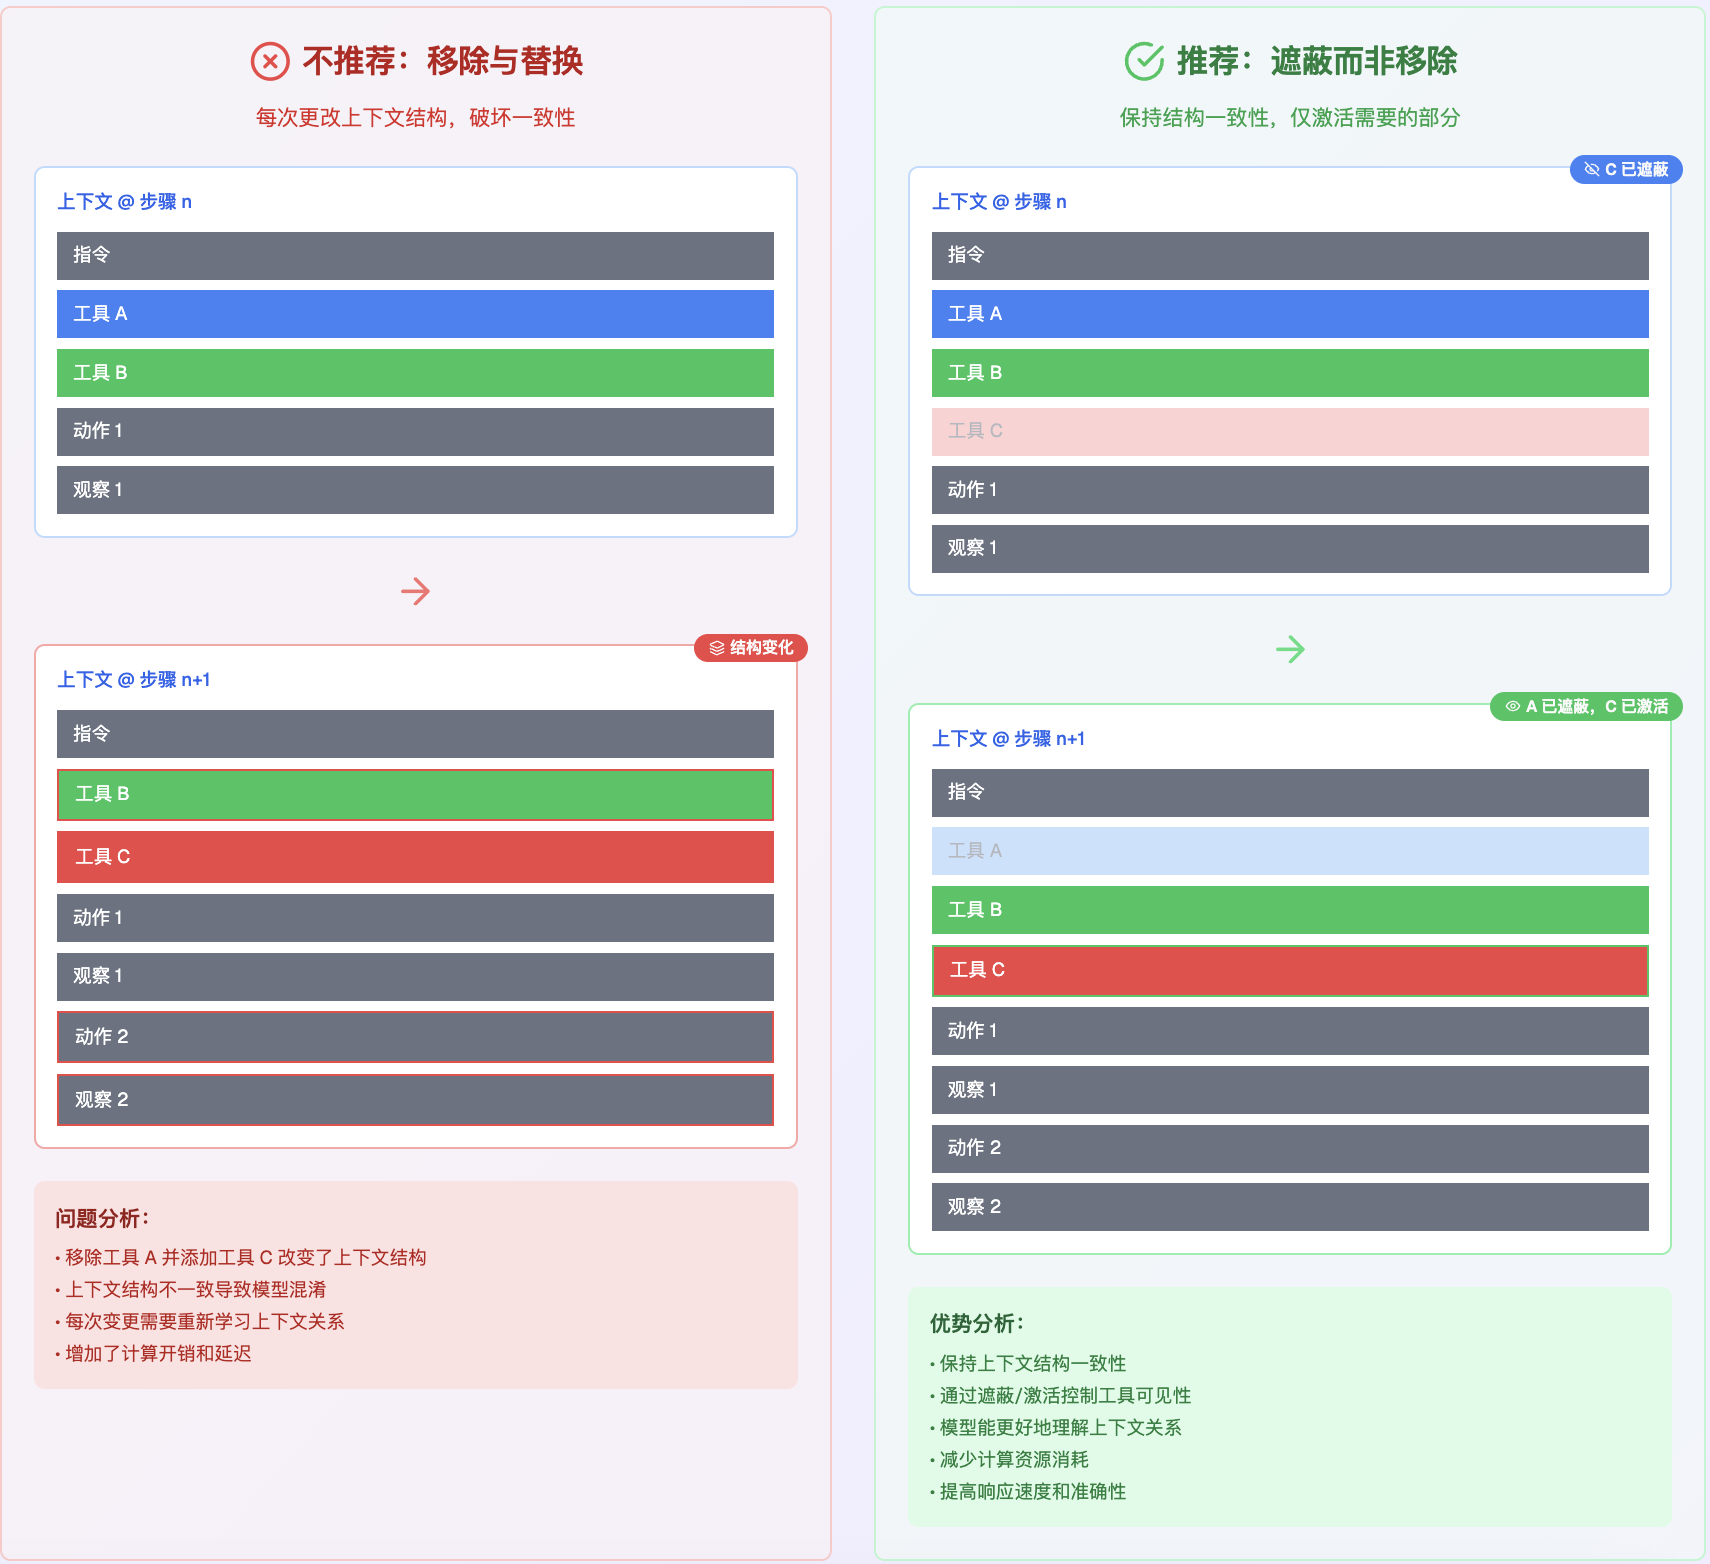 不推荐：移除与替换
每次更改上下文结构，破坏一致性
上下文 @ 步骤 n
指令
工具 A
工具 B
动作 1
观察 1
结构变化
上下文 @ 步骤 n+1
指令
工具 B
工具 C
动作 1
观察 1
动作 2
观察 2
问题分析：
• 移除工具 A 并添加工具 C 改变了上下文结构
• 上下文结构不一致导致模型混淆
• 每次变更需要重新学习上下文关系
• 增加了计算开销和延迟
推荐：遮蔽而非移除
保持结构一致性，仅激活需要的部分
C 已遮蔽
上下文 @ 步骤 n
指令
工具 A
工具 B
工具 C
动作 1
观察 1
A 已遮蔽，C 已激活
上下文 @ 步骤 n+1
指令
工具 A
工具 B
工具 C
动作 1
观察 1
动作 2
观察 2
优势分析：
• 保持上下文结构一致性
• 通过遮蔽/激活控制工具可见性
• 模型能更好地理解上下文关系
• 减少计算资源消耗
• 提高响应速度和准确性